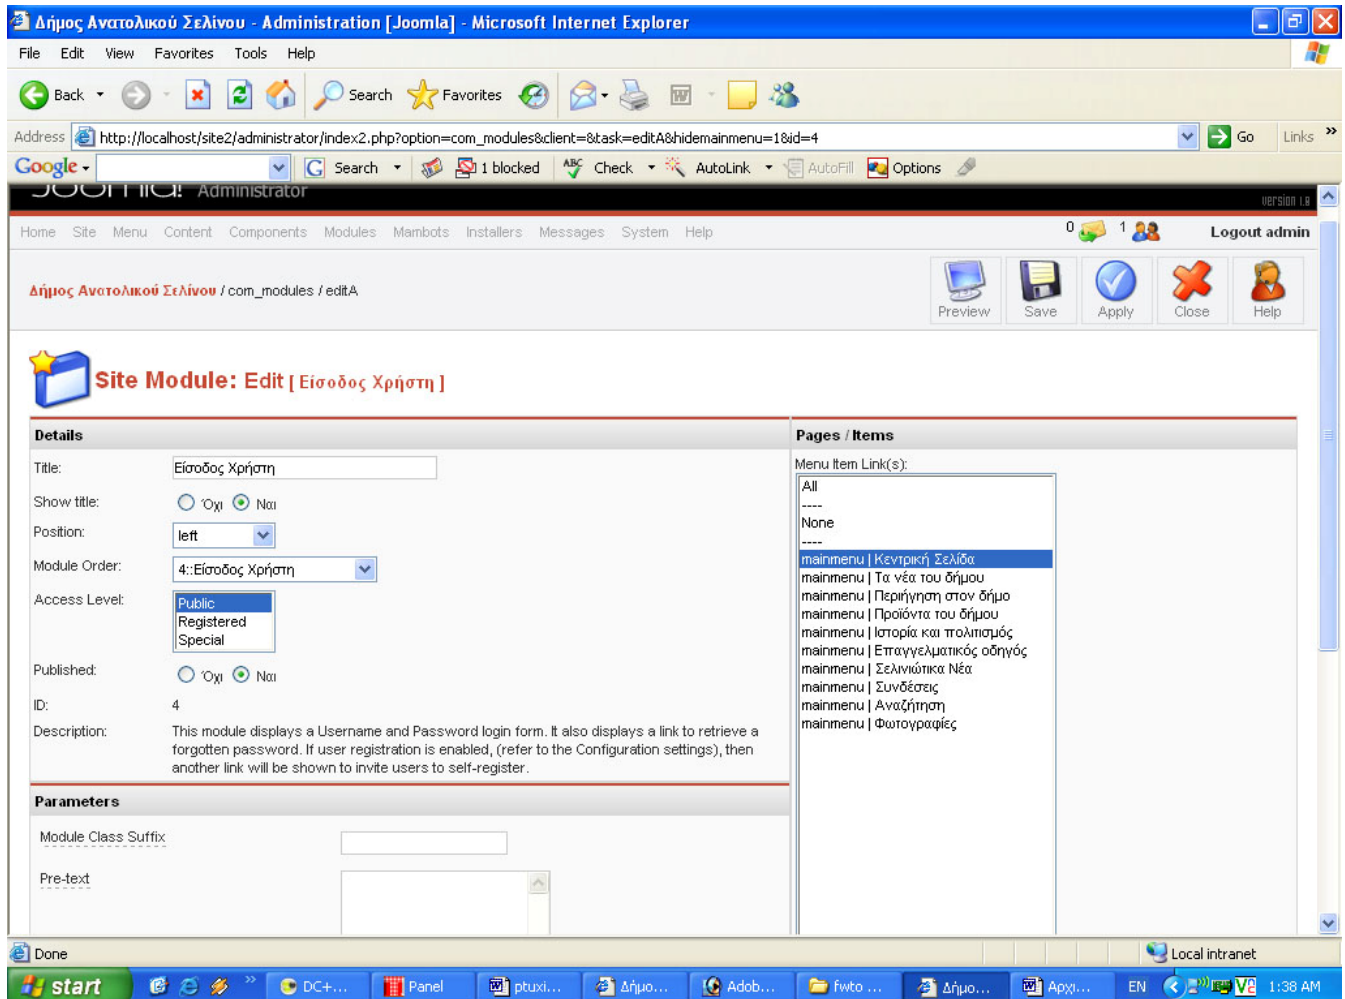 Δήμος Ανατολικού Σελίνου - Administration [Joomla] - Microsoft Internet Explorer
File Edit View Favorites Tools Help
Back Search Favorites
Address http://localhost/site2/administrator/index2.php?option=com_modules&client=&task=editA&hidemainmenu=1&id=4 Go Links »
Google Search 1 blocked ABC Check AutoLink AutoFill Options
Joomla! Administrator
version 1.0
Home Site Menu Content Components Modules Mambots Installers Messages System Help 0 1 Logout admin
Δήμος Ανατολικού Σελίνου / com_modules / editA
Preview Save Apply Close Help
Site Module: Edit [ Είσοδος Χρήστη ]
Details
Title: Είσοδος Χρήστη
Show title: Όχι Ναι
Position: left
Module Order: 4::Είσοδος Χρήστη
Access Level: Public
Registered
Special
Published: Όχι Ναι
ID: 4
Description: This module displays a Username and Password login form. It also displays a link to retrieve a
forgotten password. If user registration is enabled, (refer to the Configuration settings), then
another link will be shown to invite users to self-register.
Parameters
Module Class Suffix
Pre-text
Pages / Items
Menu Item Link(s):
All
----
None
----
mainmenu | Κεντρική Σελίδα
mainmenu | Τα νέα του δήμου
mainmenu | Περιήγηση στον δήμο
mainmenu | Προϊόντα του δήμου
mainmenu | Ιστορία και πολιτισμός
mainmenu | Επαγγελματικός οδηγός
mainmenu | Σελινιώτικα Νέα
mainmenu | Συνδέσεις
mainmenu | Αναζήτηση
mainmenu | Φωτογραφίες
Done Local intranet
start » DC+... Panel ptuxi... Δήμο... Adob... fwto ... Δήμο... Αρχι... EN 1:38 AM